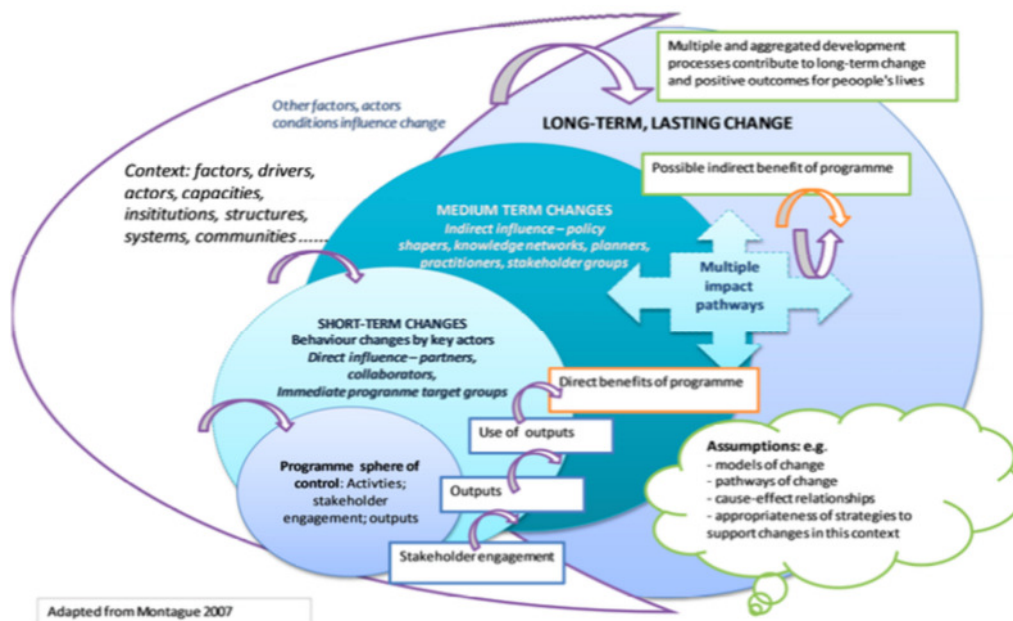 Multiple and aggregated development
processes contribute to long-term change
and positive outcomes for peoople's lives
Other factors, actors
conditions influence change
LONG-TERM, LASTING CHANGE
Context: factors, drivers,
actors, capacities,
insititutions, structures,
systems, communities ......
Possible indirect benefit of programme
MEDIUM TERM CHANGES
Indirect influence – policy
shapers, knowledge networks, planners,
practitioners, stakeholder groups
Multiple
impact
pathways
SHORT-TERM CHANGES
Behaviour changes by key actors
Direct influence – partners,
collaborators,
Immediate programme target groups
Direct benefits of programme
Use of outputs
Programme sphere of
control: Activties;
stakeholder
engagement; outputs
Outputs
Stakeholder engagement
Assumptions: e.g.
- models of change
- pathways of change
- cause-effect relationships
- appropriateness of strategies to
support changes in this context
Adapted from Montague 2007